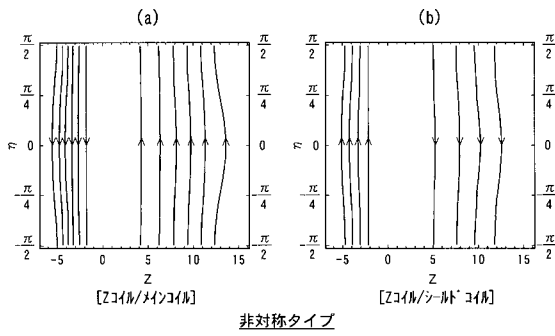 (a)
(b)
π/2
π/2
π/2
π/2
π/4
π/4
π/4
π/4
η
0
0
η
0
0
-π/4
-π/4
-π/4
-π/4
-π/2
-π/2
-π/2
-π/2
-5 0 5 10 15
-5 0 5 10 15
Z
Z
[Zコイル/メインコイル]
[Zコイル/シールドコイル]
非対称タイプ